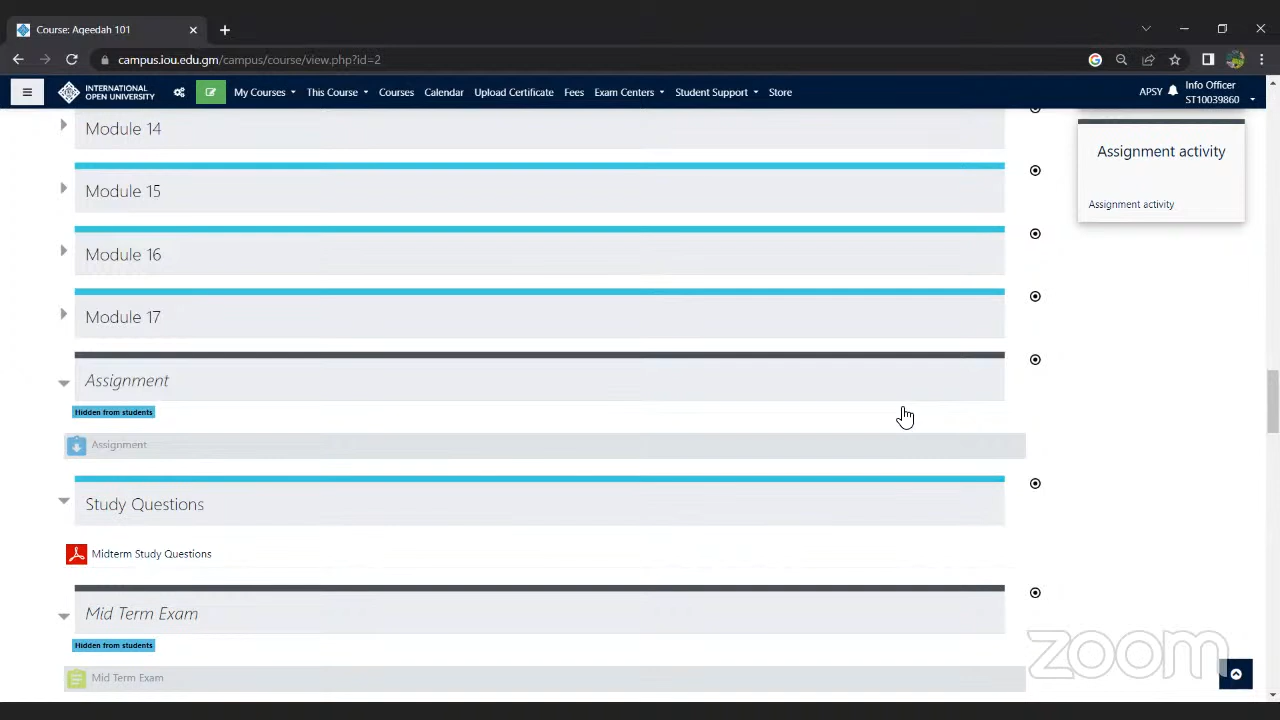 Course: Aqeedah 101
campus.iou.edu.gm/campus/course/view.php?id=2
INTERNATIONAL
OPEN UNIVERSITY
My Courses
This Course
Courses
Calendar
Upload Certificate
Fees
Exam Centers
Student Support
Store
APSY
Info Officer
ST10039860
Module 14
Module 15
Module 16
Module 17
Assignment
Hidden from students
Assignment
Study Questions
Midterm Study Questions
Mid Term Exam
Hidden from students
Mid Term Exam
Assignment activity
Assignment activity
zoom